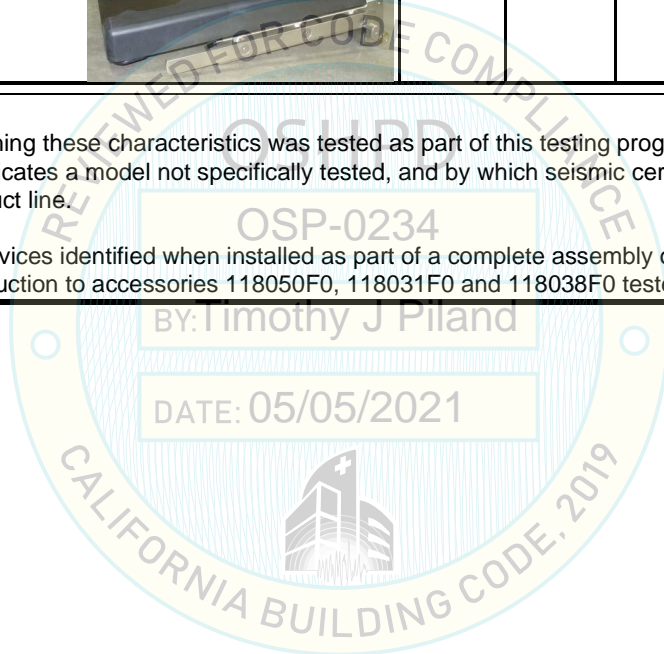 REVIEWED FOR CODE COMPLIANCE
OSHPD
ning these characteristics was tested as part of this testing prog
icates a model not specifically tested, and by which seismic cer
uct line.
OSP-0234
vices identified when installed as part of a complete assembly
uction to accessories 118050F0, 118031F0 and 118038F0 teste
BY:Timothy J Piland
DATE: 05/05/2021
CALIFORNIA BUILDING CODE, 2019